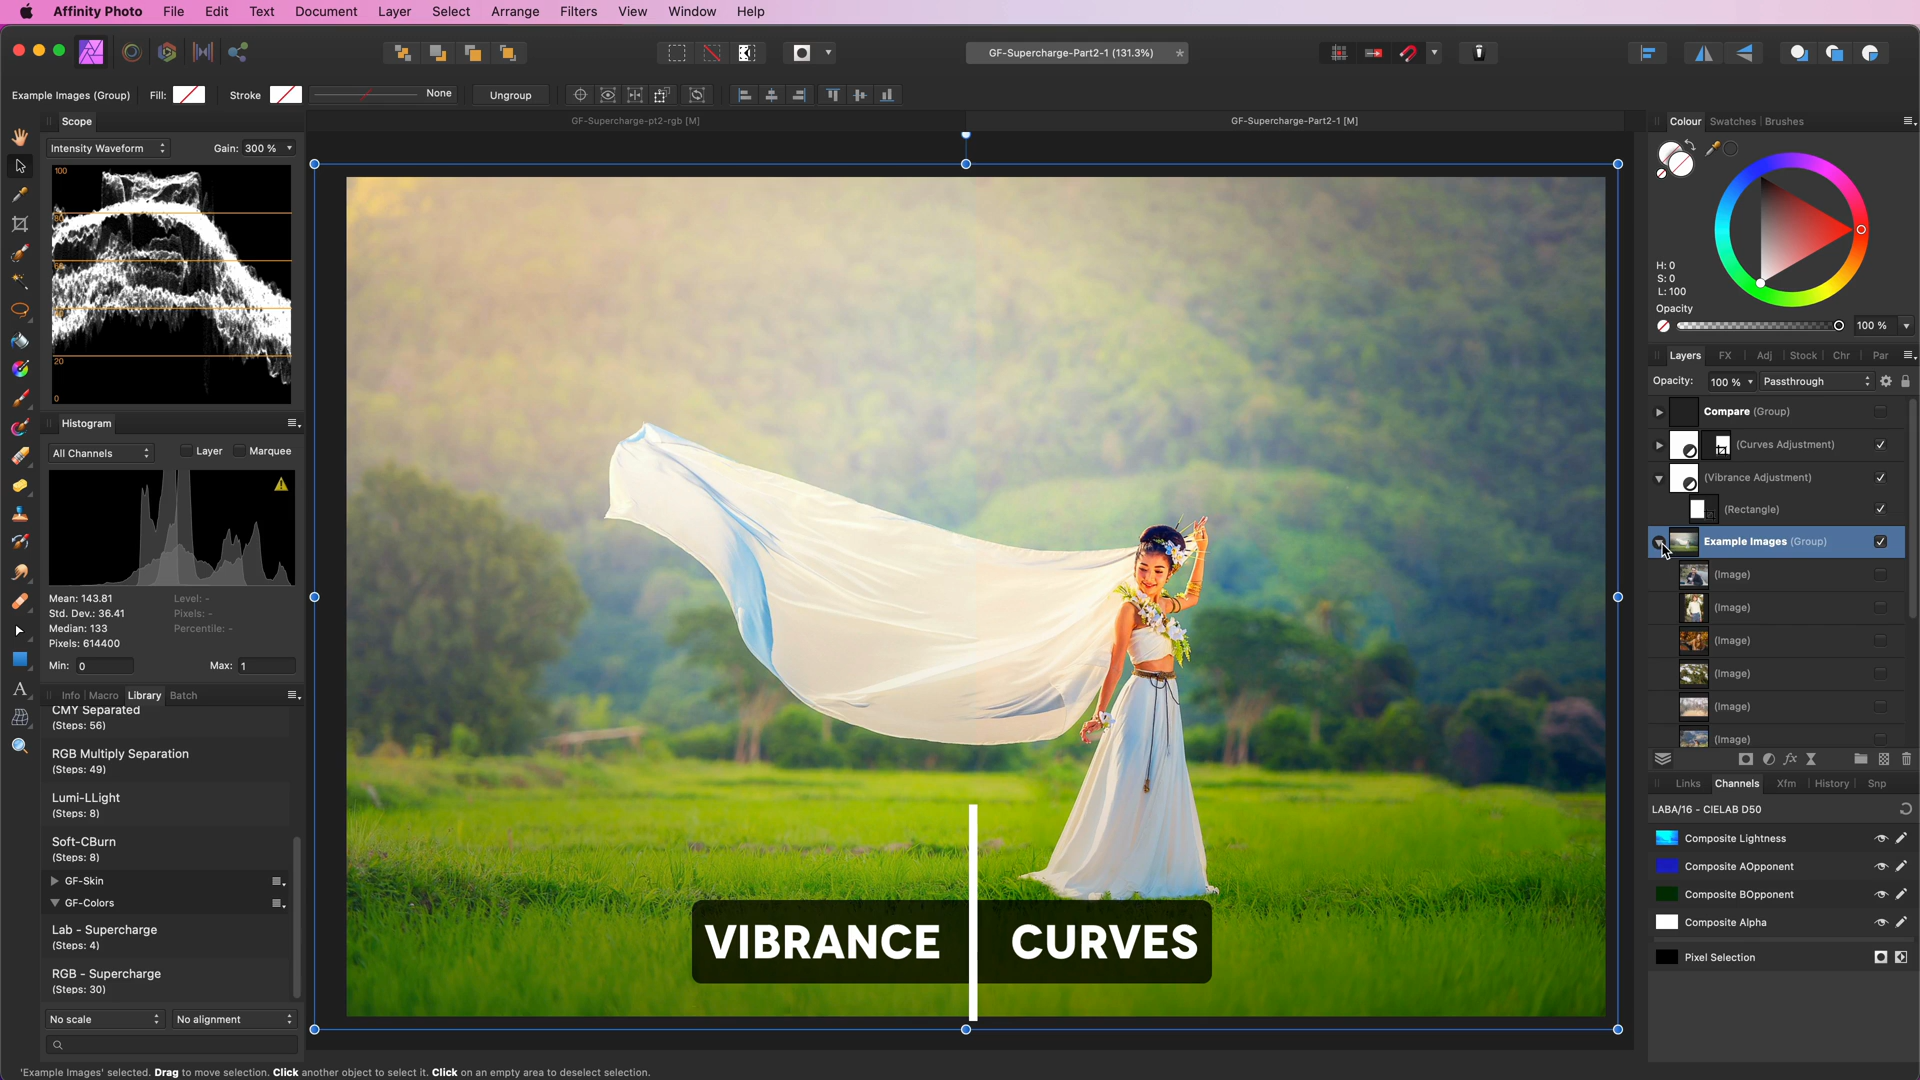 Affinity Photo File Edit Text Document Layer Select Arrange Filters View Window Help
GF-Supercharge-Part2-1 (131.3%) *
Example Images (Group) Fill: Stroke None Ungroup
Scope
GF-Supercharge-pt2-rgb [M] GF-Supercharge-Part2-1 [M]
Colour Swatches Brushes
Intensity Waveform Gain: 300 %
100
20
0
H: 0
S: 0
L: 100
Opacity
100 %
Layers FX Adj Stock Chr Par
Opacity: 100 % Passthrough
Compare (Group)
(Curves Adjustment)
(Vibrance Adjustment)
(Rectangle)
Example Images (Group)
(Image)
(Image)
(Image)
(Image)
(Image)
(Image)
Histogram
All Channels Layer Marquee
Mean: 143.81 Level: -
Std. Dev.: 36.41 Pixels: -
Median: 133 Percentile: -
Pixels: 614400
Min: 0 Max: 1
Info Macro Library Batch
CMY Separated
(Steps: 56)
RGB Multiply Separation
(Steps: 49)
Lumi-LLight
(Steps: 8)
Soft-CBurn
(Steps: 8)
GF-Skin
GF-Colors
Lab - Supercharge
(Steps: 4)
RGB - Supercharge
(Steps: 30)
No scale No alignment
VIBRANCE CURVES
Links Channels Xfm History Snp
LABA/16 - CIELAB D50
Composite Lightness
Composite AOpponent
Composite BOpponent
Composite Alpha
Pixel Selection
'Example Images' selected. Drag to move selection. Click another object to select it. Click on an empty area to deselect selection.